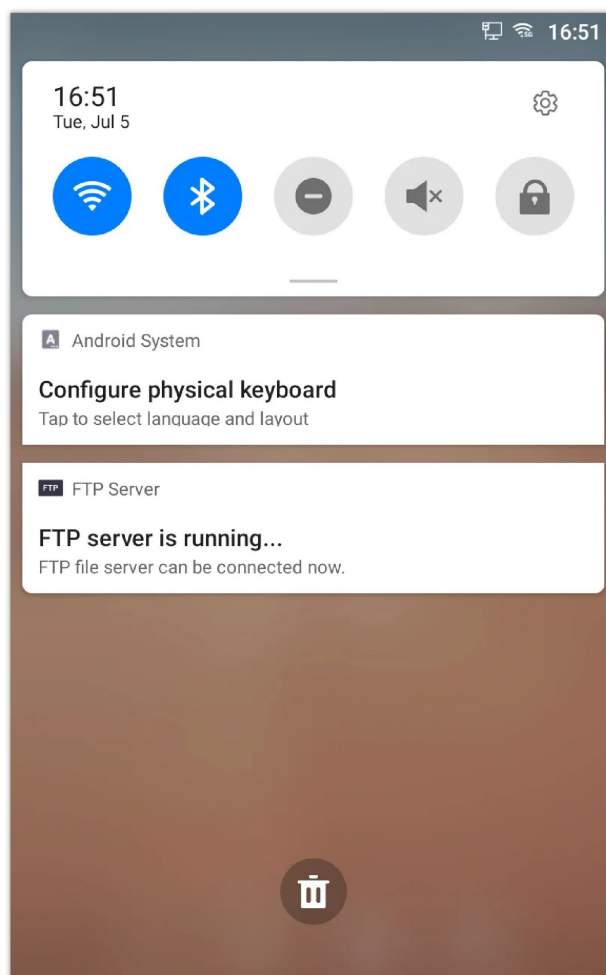 16:51
16:51
Tue, Jul 5
A Android System
Configure physical keyboard
Tap to select language and layout
FTP FTP Server
FTP server is running...
FTP file server can be connected now.